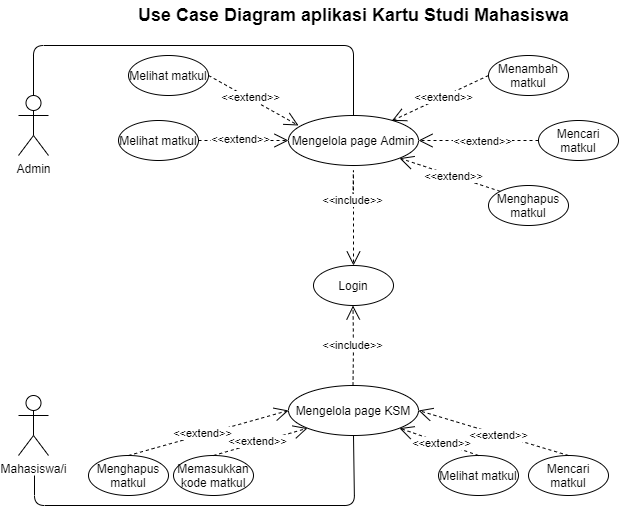 Use Case Diagram aplikasi Kartu Studi Mahasiswa
Melihat matkul
<<extend>>
Menambah
matkul
<<extend>>
Admin
Melihat matkul
<<extend>>
Mengelola page Admin
<<extend>>
Mencari
matkul
<<extend>>
Menghapus
matkul
<<include>>
Login
<<include>>
Mahasiswa/i
Mengelola page KSM
<<extend>>
<<extend>>
<<extend>>
<<extend>>
Menghapus
matkul
Memasukkan
kode matkul
Melihat matkul
Mencari
matkul